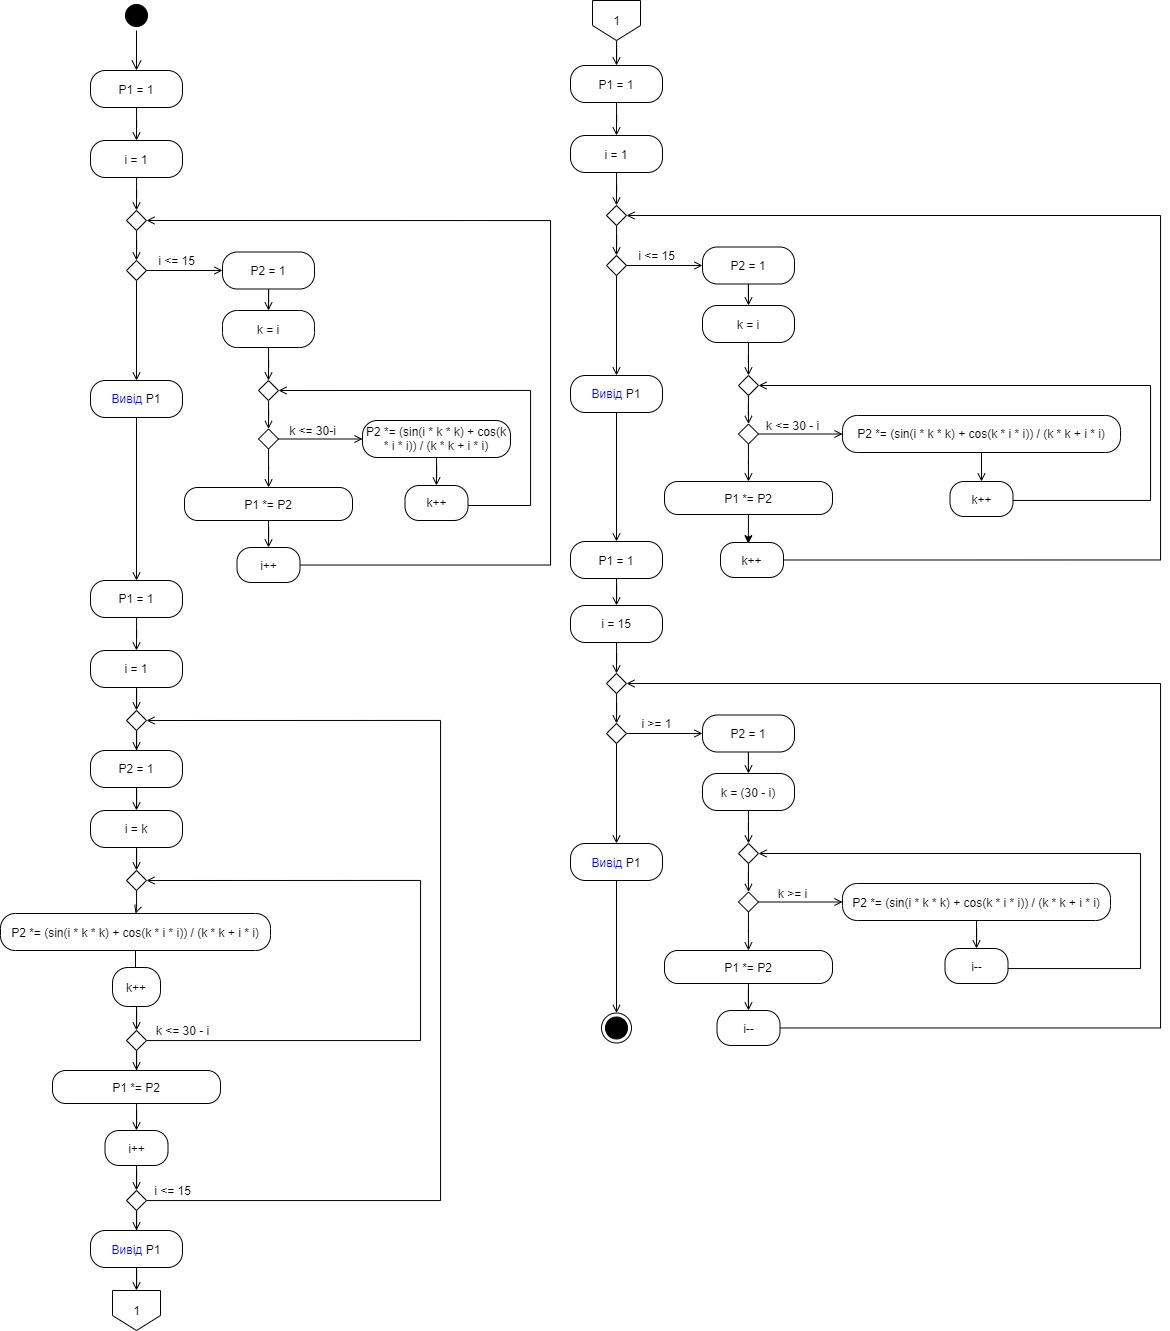 P1 = 1
i = 1
i <= 15
P2 = 1
k = i
Вивід P1
k <= 30-i
P2 *= (sin(i * k * k) + cos(k
* i * i)) / (k * k + i * i)
k++
P1 *= P2
i++
P1 = 1
i = 1
P2 = 1
i = k
P2 *= (sin(i * k * k) + cos(k * i * i)) / (k * k + i * i)
k++
k <= 30 - i
P1 *= P2
i++
i <= 15
Вивід P1
1
1
P1 = 1
i = 1
i <= 15
P2 = 1
k = i
Вивід P1
k <= 30 - i
P2 *= (sin(i * k * k) + cos(k * i * i)) / (k * k + i * i)
k++
P1 *= P2
k++
P1 = 1
i = 15
i >= 1
P2 = 1
k = (30 - i)
Вивід P1
k >= i
P2 *= (sin(i * k * k) + cos(k * i * i)) / (k * k + i * i)
i--
P1 *= P2
i--